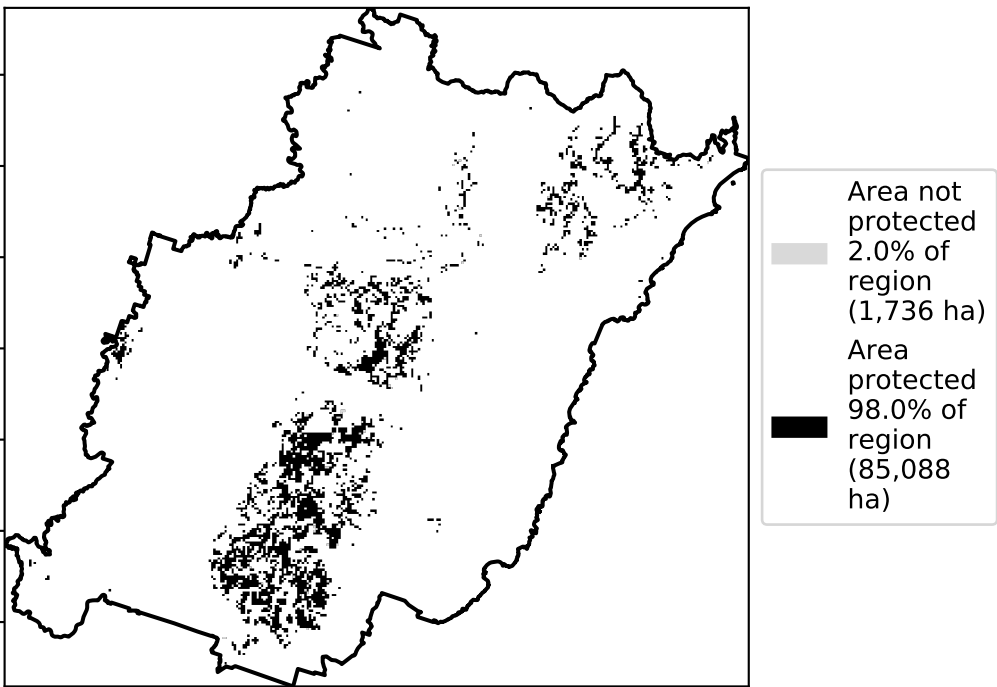 Area not
protected
2.0% of
region
(1,736 ha)
Area
protected
98.0% of
region
(85,088
ha)